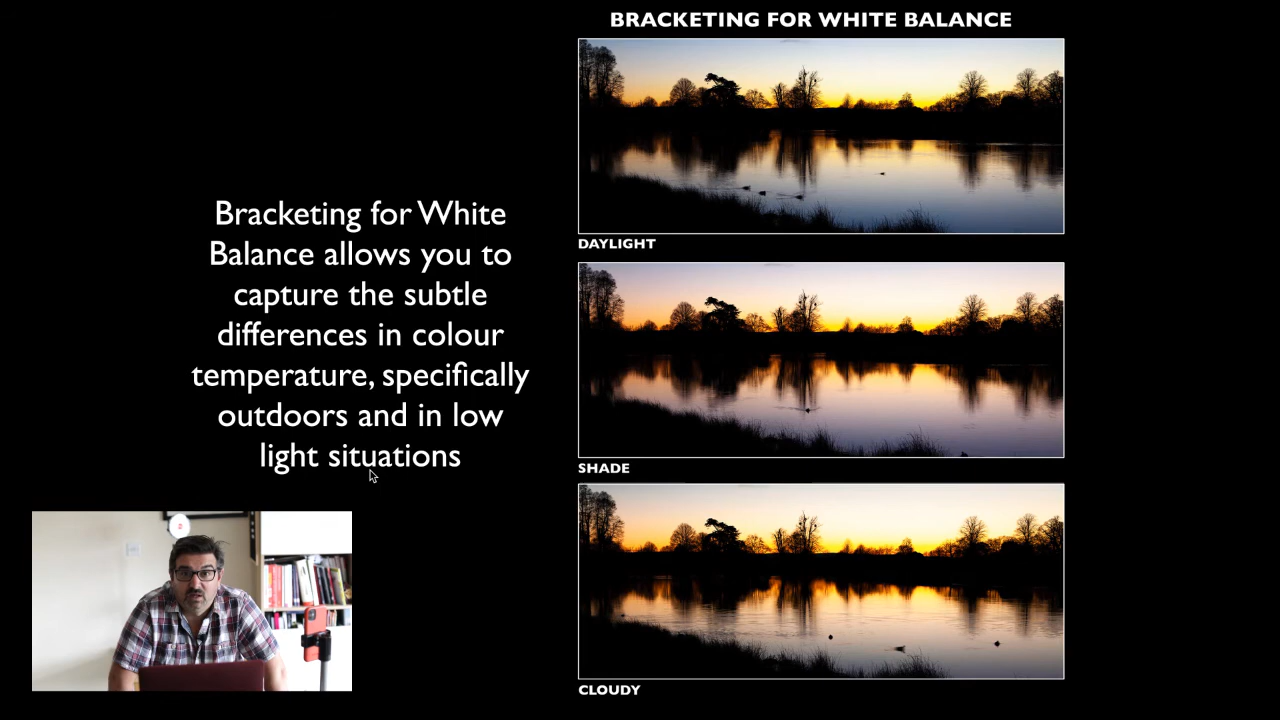 BRACKETING FOR WHITE BALANCE
Bracketing for White
Balance allows you to
capture the subtle
differences in colour
temperature, specifically
outdoors and in low
light situations
DAYLIGHT
SHADE
CLOUDY